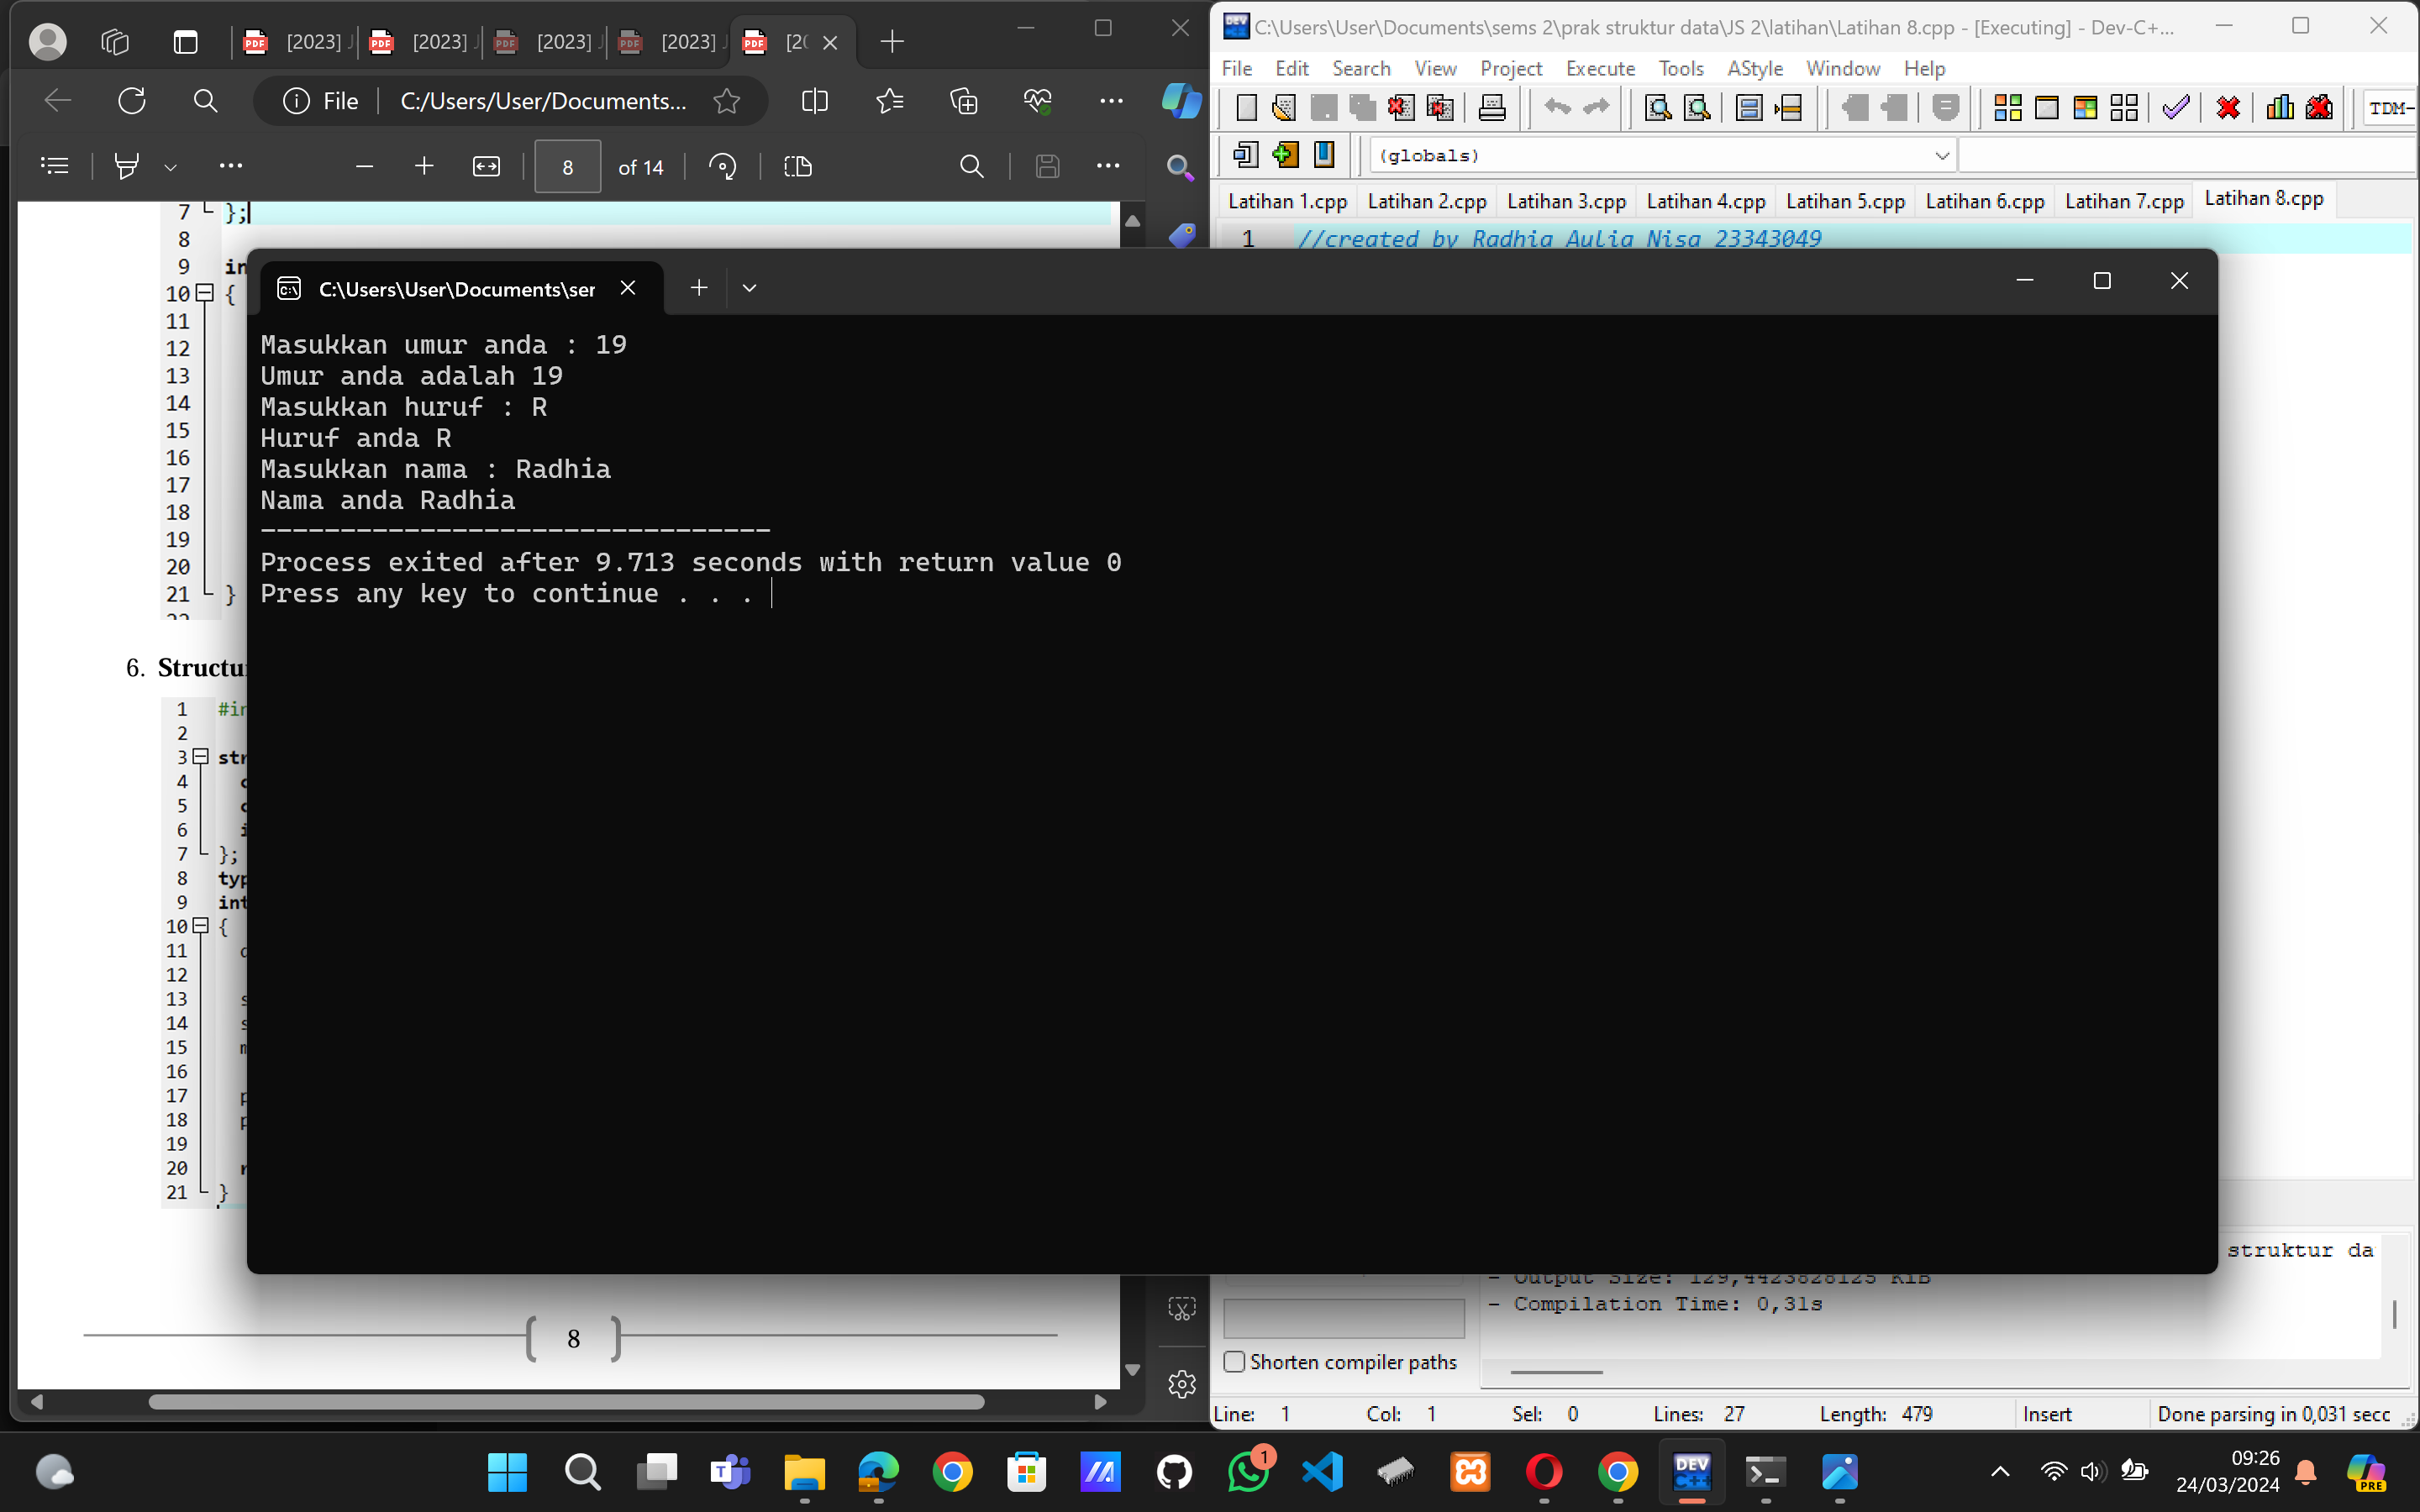 [2023] J
[2023] J
[2023] J
[2023] J
[20
File
C:/Users/User/Documents...
8 of 14
7 };
8
9 in
10 {
11
12
13
14
15
16
17
18
19
20
21 }
6. Structu
1 #in
2
3 str
4
5
6 i
7 };
8 typ
9 int
10 {
11
12
13 s
14 s
15 m
16
17 p
18 p
19
20 r
21 }
8
C:\Users\User\Documents\sems 2\prak struktur data\JS 2\latihan\Latihan 8.cpp - [Executing] - Dev-C+...
File Edit Search View Project Execute Tools AStyle Window Help
TDM-
(globals)
Latihan 1.cpp Latihan 2.cpp Latihan 3.cpp Latihan 4.cpp Latihan 5.cpp Latihan 6.cpp Latihan 7.cpp Latihan 8.cpp
1 //created by Radhia Aulia Nisa 23343049
C:\Users\User\Documents\ser
Masukkan umur anda : 19
Umur anda adalah 19
Masukkan huruf : R
Huruf anda R
Masukkan nama : Radhia
Nama anda Radhia
--------------------------------
Process exited after 9.713 seconds with return value 0
Press any key to continue . . .
struktur da
- Output Size: 129,4423828125 KiB
- Compilation Time: 0,31s
Shorten compiler paths
Line: 1 Col: 1 Sel: 0 Lines: 27 Length: 479 Insert Done parsing in 0,031 secc
1
DEV C++
PRE
09:26
24/03/2024